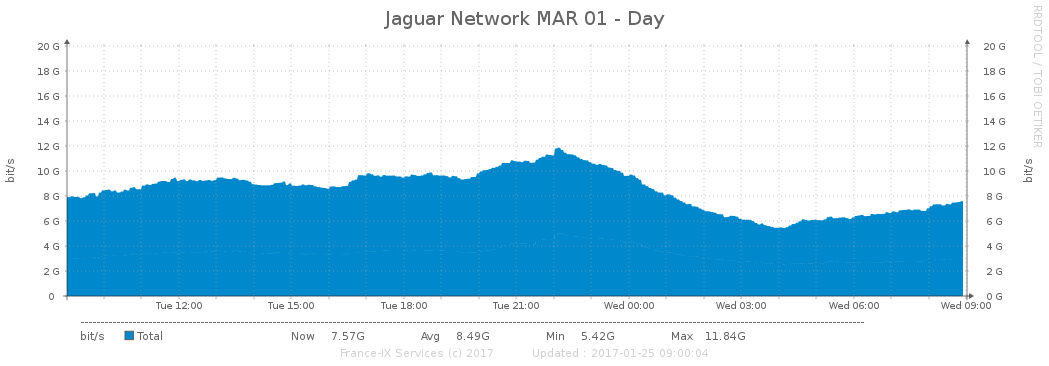 Jaguar Network MAR 01 - Day
RRDTOOL / TOBI OETIKER
bit/s
20 G 20 G
18 G 18 G
16 G 16 G
14 G 14 G
12 G 12 G
10 G 10 G
8 G 8 G
6 G 6 G
4 G 4 G
2 G 2 G
0 0 G
bit/s
Tue 12:00 Tue 15:00 Tue 18:00 Tue 21:00 Wed 00:00 Wed 03:00 Wed 06:00 Wed 09:00
bit/s Total Now 7.57G Avg 8.49G Min 5.42G Max 11.84G
France-IX Services (c) 2017 Updated : 2017-01-25 09:00:04